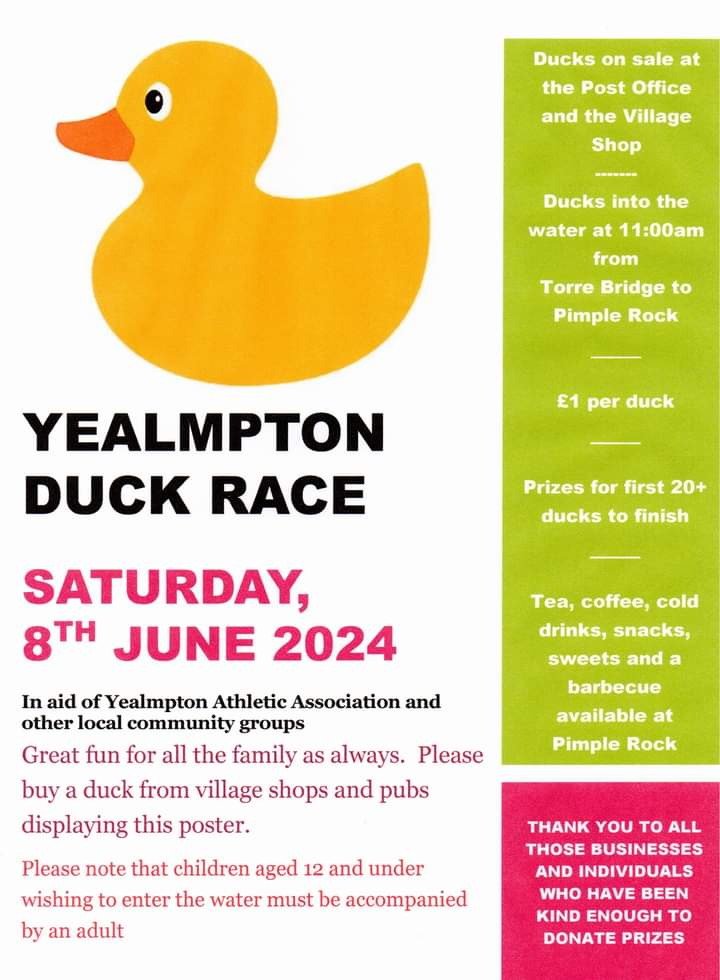 YEALMPTON
DUCK RACE
SATURDAY,
8TH JUNE 2024
In aid of Yealmpton Athletic Association and
other local community groups
Great fun for all the family as always.  Please
buy a duck from village shops and pubs
displaying this poster.
Please note that children aged 12 and under
wishing to enter the water must be accompanied
by an adult
Ducks on sale at
the Post Office
and the Village
Shop
-------
Ducks into the
water at 11:00am
from
Torre Bridge to
Pimple Rock
£1 per duck
Prizes for first 20+
ducks to finish
Tea, coffee, cold
drinks, snacks,
sweets and a
barbecue
available at
Pimple Rock
THANK YOU TO ALL
THOSE BUSINESSES
AND INDIVIDUALS
WHO HAVE BEEN
KIND ENOUGH TO
DONATE PRIZES